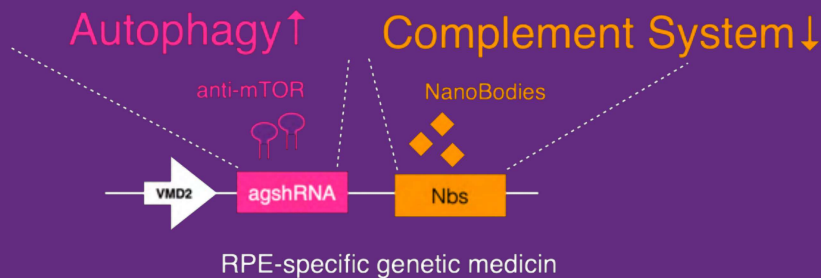 Autophagy↑ Complement System↓
anti-mTOR NanoBodies
VMD2 agshRNA Nbs
RPE-specific genetic medicin